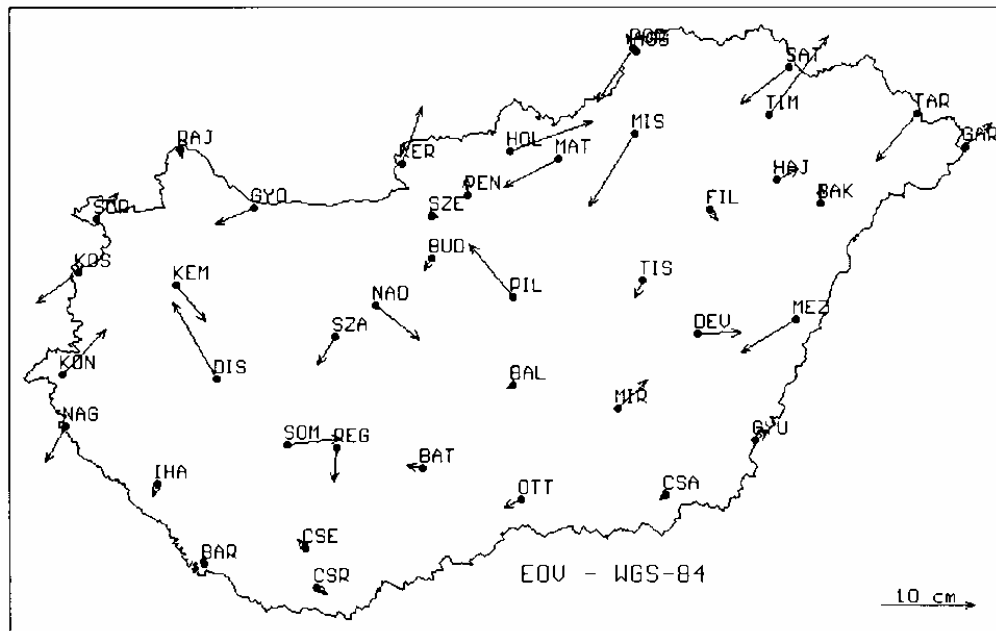 SAT
TIM
TAR
MIS
GAR
RAJ
KER
HOL
MAT
HAJ
PEN
BAK
SOP
GYO
SZE
FIL
BUD
KOS
KEM
TIS
PIL
NAD
MEZ
SZA
DEV
KON
DIS
BAL
MIR
NAG
SOM
REG
GYU
BAT
IHA
CSA
OTT
CSE
BAR
CSR
EOV - WGS-84
10 cm